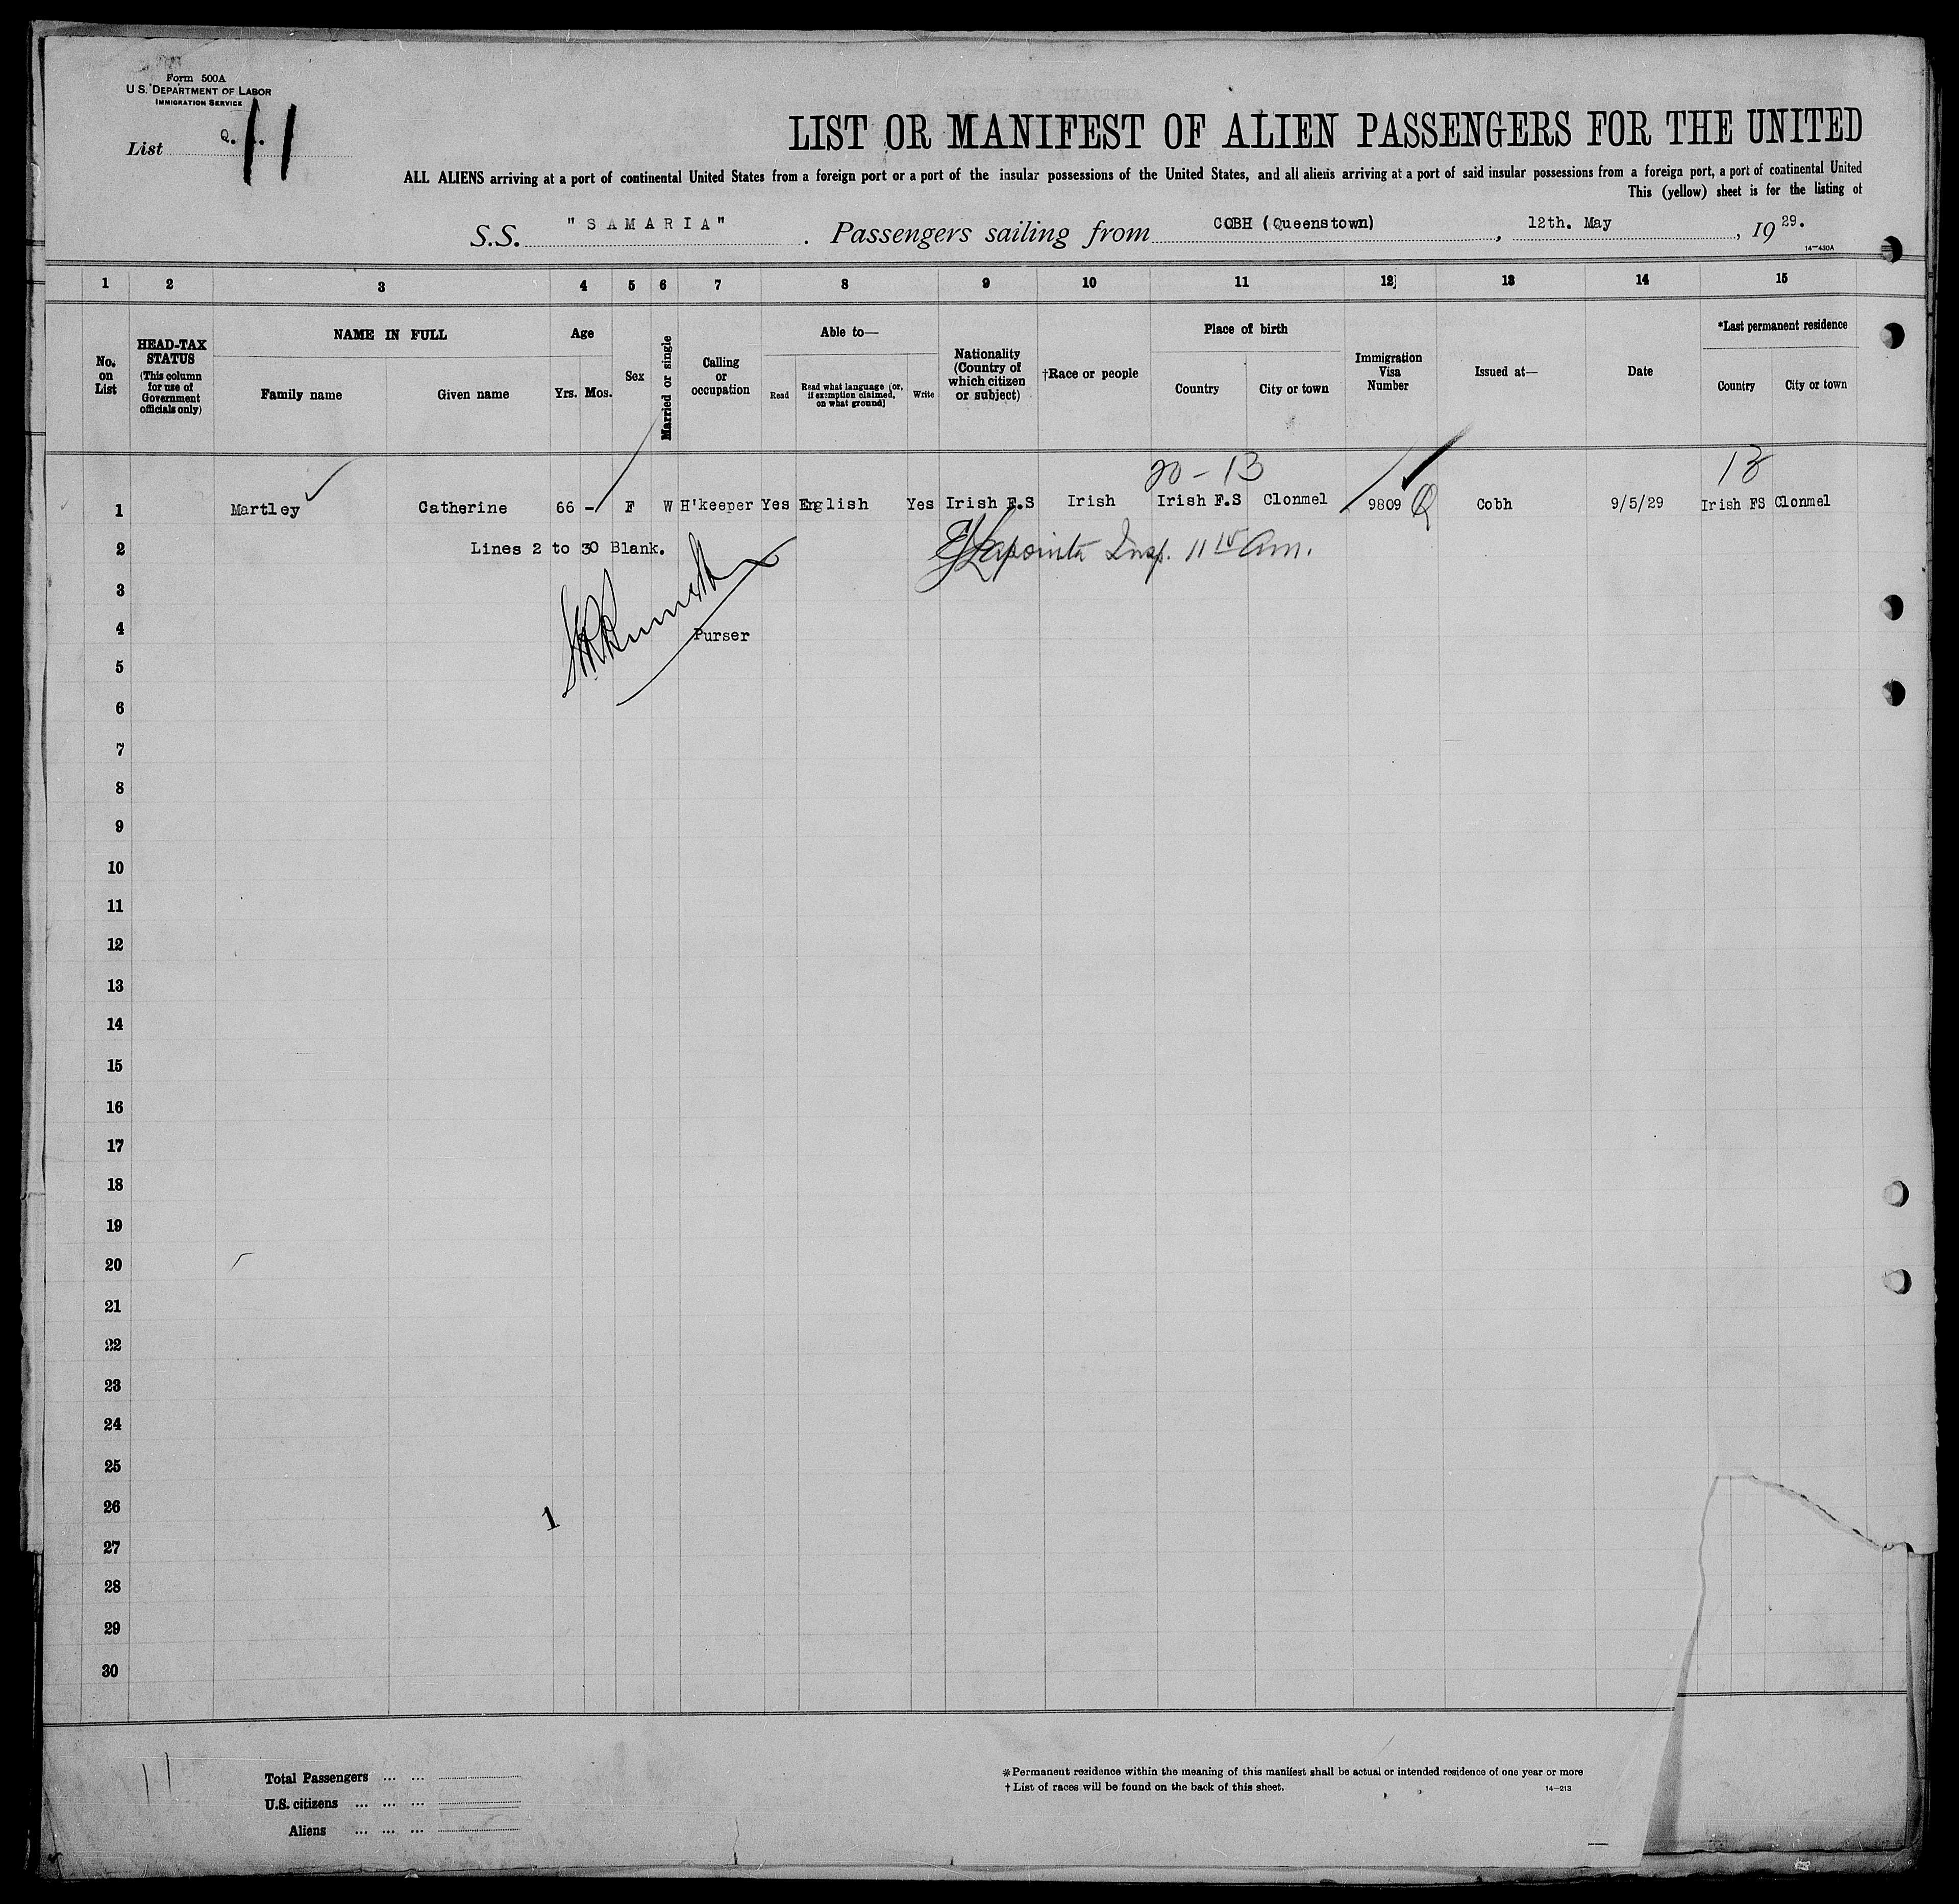 Form 500A
U.S. DEPARTMENT OF LABOR
IMMIGRATION SERVICE
List Q. 11
LIST OR MANIFEST OF ALIEN PASSENGERS FOR THE UNITED
ALL ALIENS arriving at a port of continental United States from a foreign port or a port of the insular possessions of the United States, and all aliens arriving at a port of said insular possessions from a foreign port, a port of continental United
This (yellow) sheet is for the listing of
S.S. "SAMARIA". Passengers sailing from COBH (Queenstown), 12th. May, 1929.
14-430A
1 2 3 4 5 6 7 8 9 10 11 12 13 14 15
No. on List
HEAD-TAX STATUS
(This column for use of Government officials only)
NAME IN FULL
Family name Given name
Age
Yrs. Mos.
Sex
Married or single
Calling or occupation
Able to—
Read
Read what language (or, if exemption claimed, on what ground)
Write
Nationality (Country of which citizen or subject)
†Race or people
Place of birth
Country City or town
Immigration Visa Number
Issued at—
Date
*Last permanent residence
Country City or town
20-13 13
1 Martley Catherine 66 - F W H'keeper Yes English Yes Irish F.S Irish Irish F.S Clonmel 9809 Q Cobh 9/5/29 Irish FS Clonmel
2 Lines 2 to 30 Blank. Lapointe Insp. 11 15 Am.
3
4 Purser
5
6
7
8
9
10
11
12
13
14
15
16
17
18
19
20
21
22
23
24
25
26
1
27
28
29
30
11
Total Passengers ... ...
U.S. citizens ... ... ...
Aliens ... ... ...
*Permanent residence within the meaning of this manifest shall be actual or intended residence of one year or more
†List of races will be found on the back of this sheet. 14-213